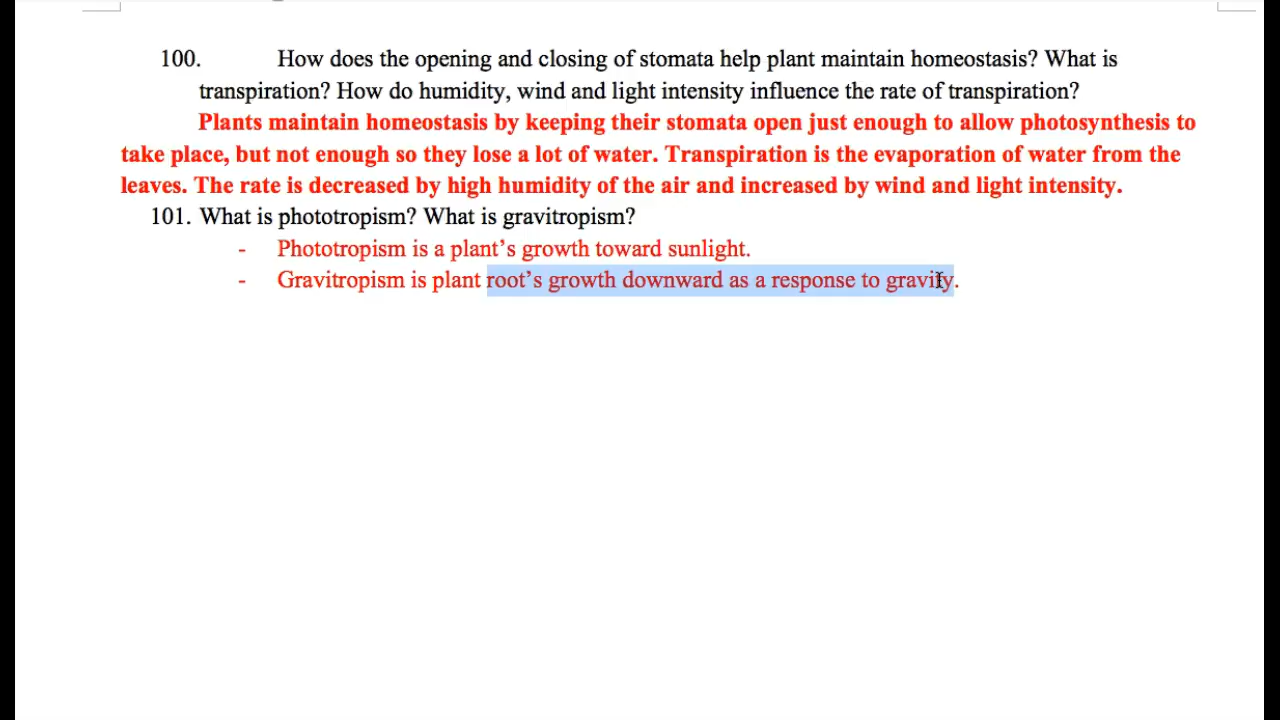 100. How does the opening and closing of stomata help plant maintain homeostasis? What is
transpiration? How do humidity, wind and light intensity influence the rate of transpiration?
Plants maintain homeostasis by keeping their stomata open just enough to allow photosynthesis to
take place, but not enough so they lose a lot of water. Transpiration is the evaporation of water from the
leaves. The rate is decreased by high humidity of the air and increased by wind and light intensity.
101. What is phototropism? What is gravitropism?
- Phototropism is a plant’s growth toward sunlight.
- Gravitropism is plant root’s growth downward as a response to gravity.